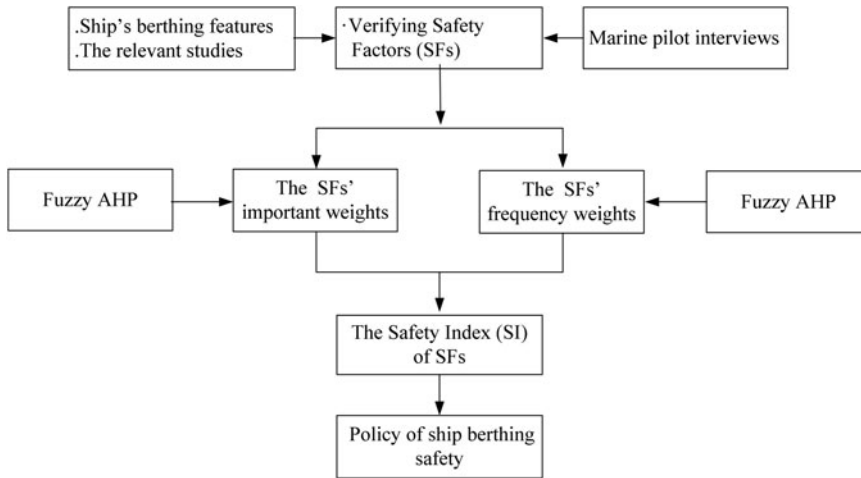 .Ship's berthing features
.The relevant studies
·Verifying Safety
Factors (SFs)
Marine pilot interviews
Fuzzy AHP
The SFs'
important weights
The SFs'
frequency weights
Fuzzy AHP
The Safety Index (SI)
of SFs
Policy of ship berthing
safety